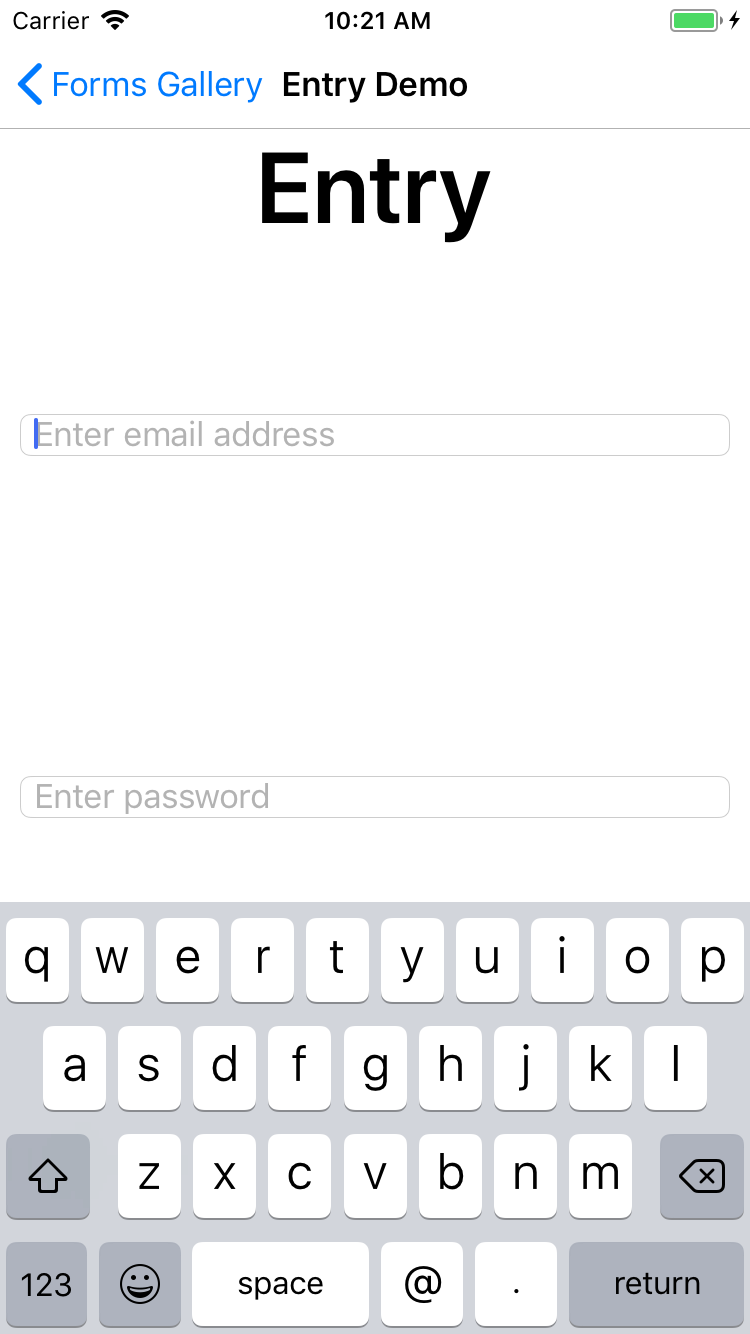 Carrier 10:21 AM
Forms Gallery Entry Demo
Entry
Enter email address
Enter password
q w e r t y u i o p
a s d f g h j k l
z x c v b n m
123 space @ . return